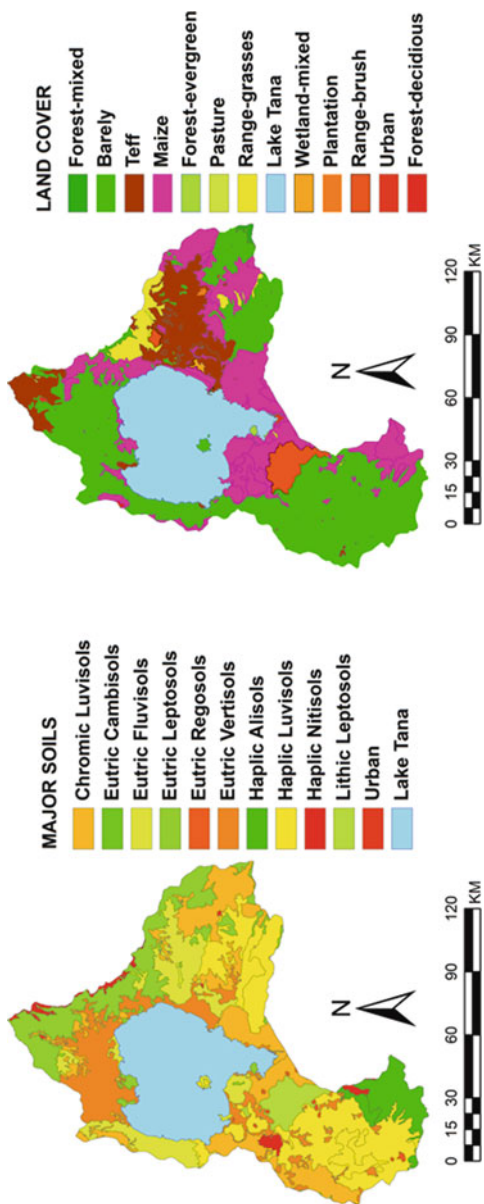 MAJOR SOILS
Chromic Luvisols
Eutric Cambisols
Eutric Fluvisols
Eutric Leptosols
Eutric Regosols
Eutric Vertisols
Haplic Alisols
Haplic Luvisols
Haplic Nitisols
Lithic Leptosols
Urban
Lake Tana
N
0 15 30 60 90 120
KM
LAND COVER
Forest-mixed
Barely
Teff
Maize
Forest-evergreen
Pasture
Range-grasses
Lake Tana
Wetland-mixed
Plantation
Range-brush
Urban
Forest-decidious
N
0 15 30 60 90 120
KM